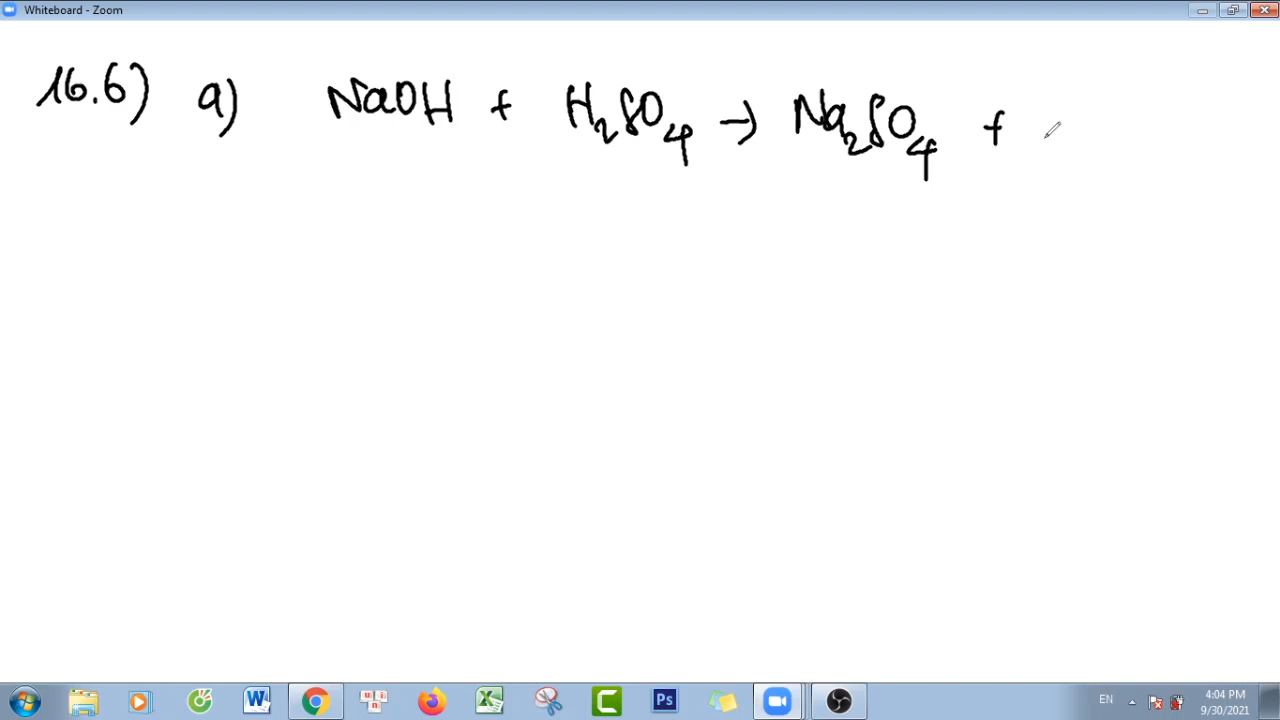 Whiteboard - Zoom
16.6) a) NaOH + H₂SO₄ → Na₂SO₄ +
EN
4:04 PM
9/30/2021